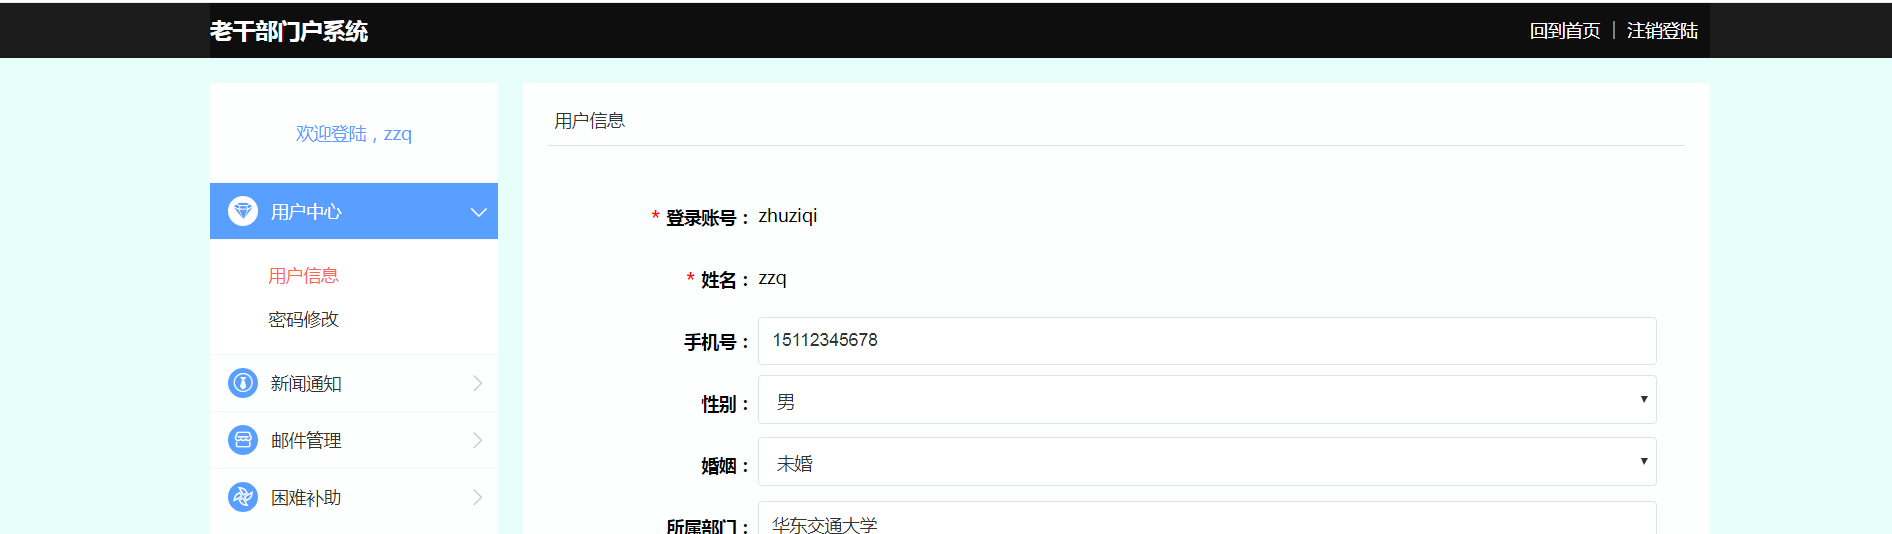 老干部门户系统
回到首页 | 注销登陆
欢迎登陆，zzq
用户中心
用户信息
密码修改
新闻通知
邮件管理
困难补助
用户信息
* 登录账号： zhuziqi
* 姓名： zzq
手机号： 15112345678
性别： 男
婚姻： 未婚
所属部门： 华东交通大学